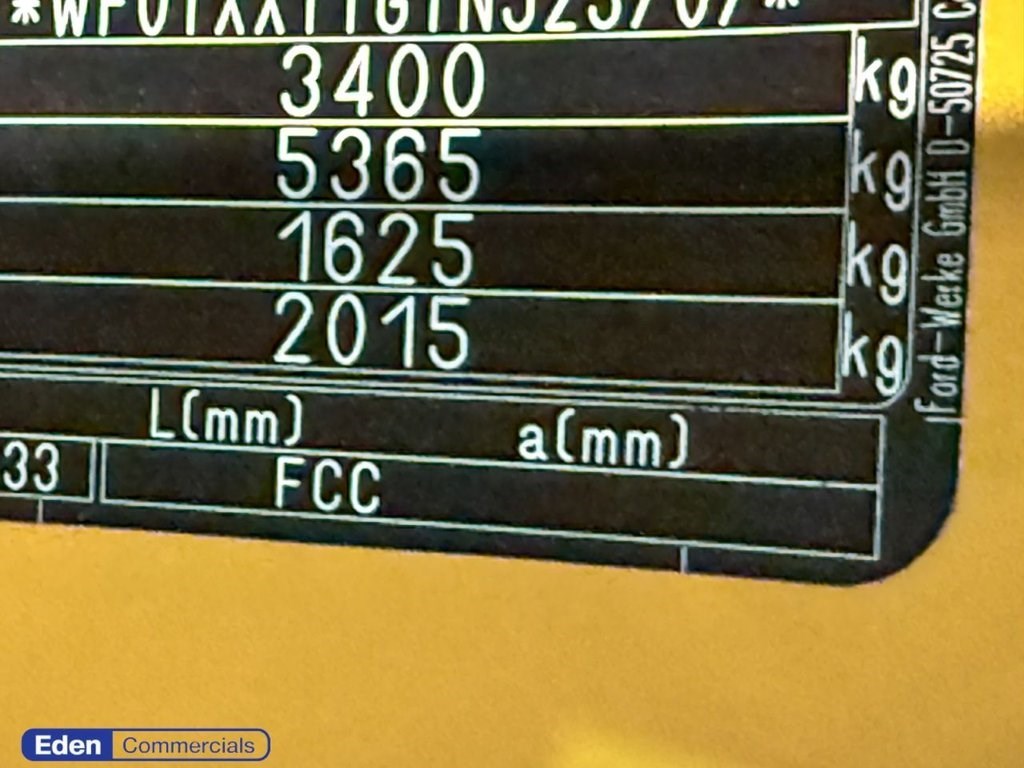 3400 kg
5365 kg
1625 kg
2015 kg
L(mm) a(mm)
33 FCC
Ford-Werke GmbH D-50725
Eden Commercials